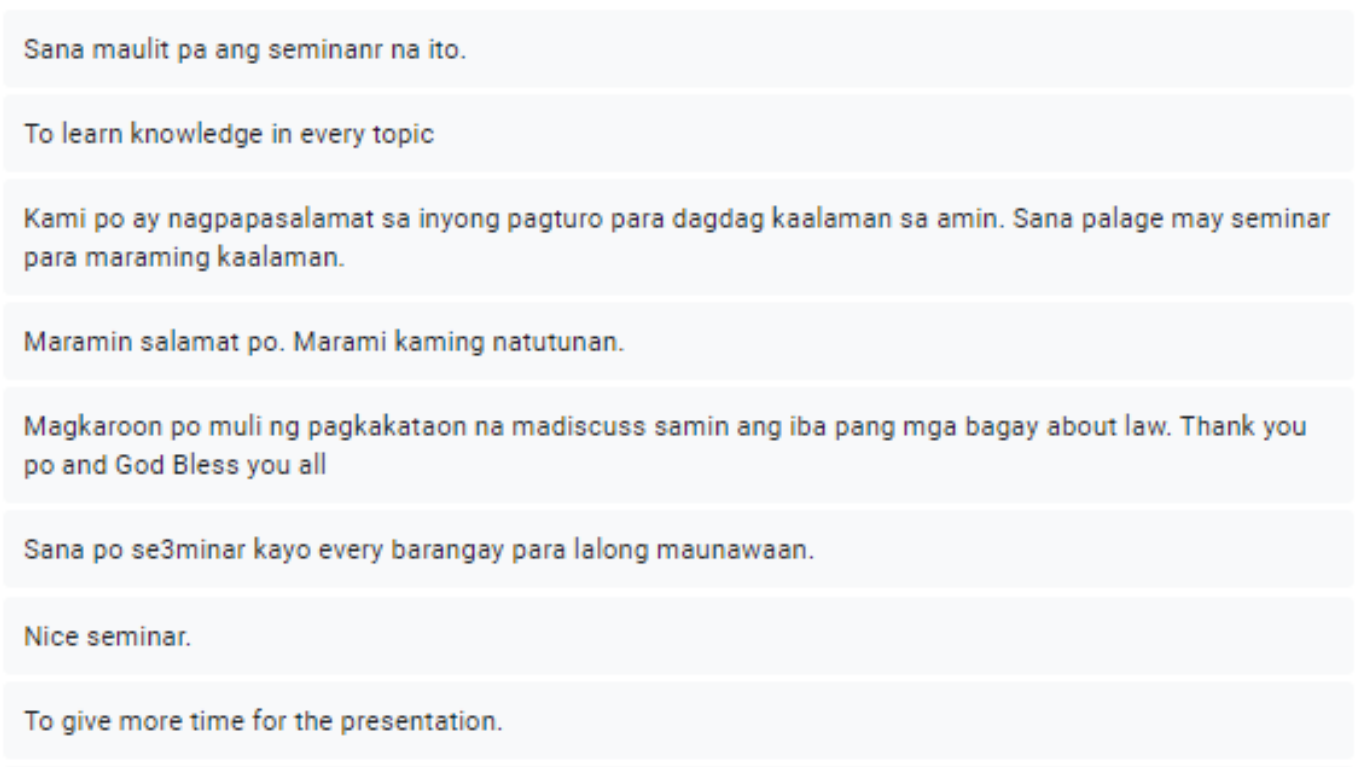 Sana maulit pa ang seminanr na ito.
To learn knowledge in every topic
Kami po ay nagpapasalamat sa inyong pagturo para dagdag kaalaman sa amin. Sana palage may seminar
para maraming kaalaman.
Maramin salamat po. Marami kaming natutunan.
Magkaroon po muli ng pagkakataon na madiscuss samin ang iba pang mga bagay about law. Thank you
po and God Bless you all
Sana po se3minar kayo every barangay para lalong maunawaan.
Nice seminar.
To give more time for the presentation.